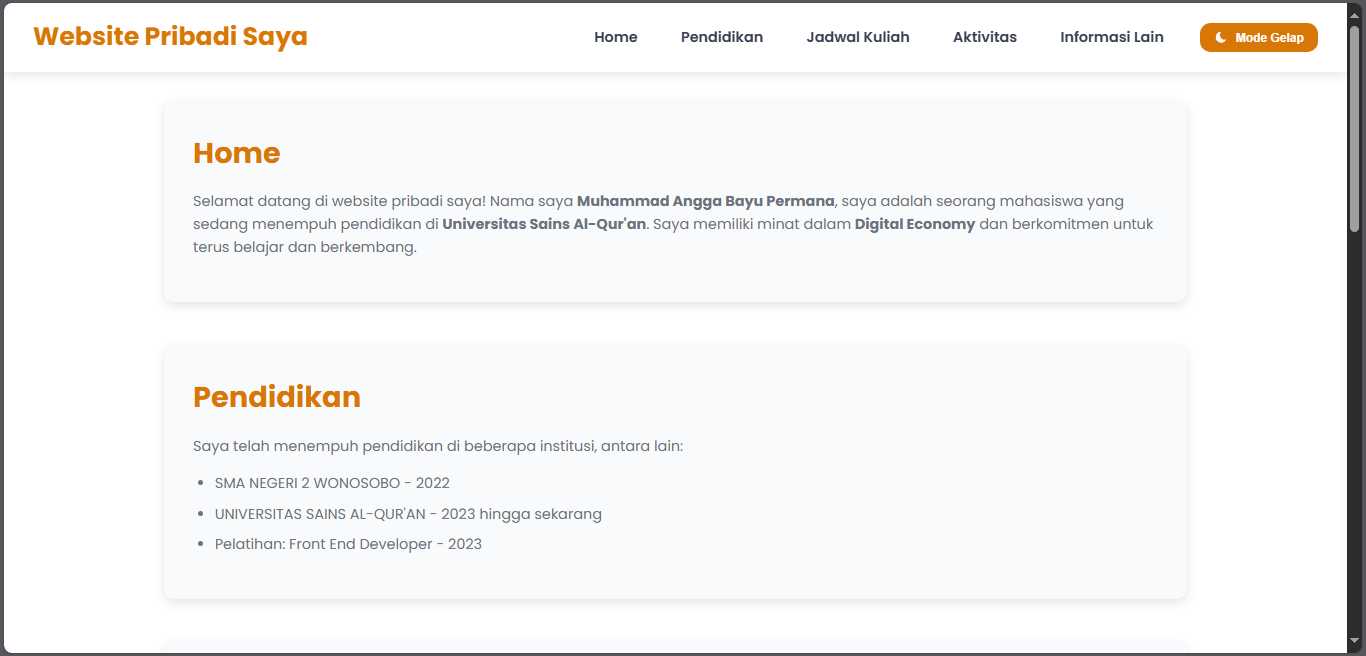 Website Pribadi Saya
Home
Pendidikan
Jadwal Kuliah
Aktivitas
Informasi Lain
Mode Gelap
Home
Selamat datang di website pribadi saya! Nama saya Muhammad Angga Bayu Permana, saya adalah seorang mahasiswa yang
sedang menempuh pendidikan di Universitas Sains Al-Qur'an. Saya memiliki minat dalam Digital Economy dan berkomitmen untuk
terus belajar dan berkembang.
Pendidikan
Saya telah menempuh pendidikan di beberapa institusi, antara lain:
• SMA NEGERI 2 WONOSOBO - 2022
• UNIVERSITAS SAINS AL-QUR'AN - 2023 hingga sekarang
• Pelatihan: Front End Developer - 2023